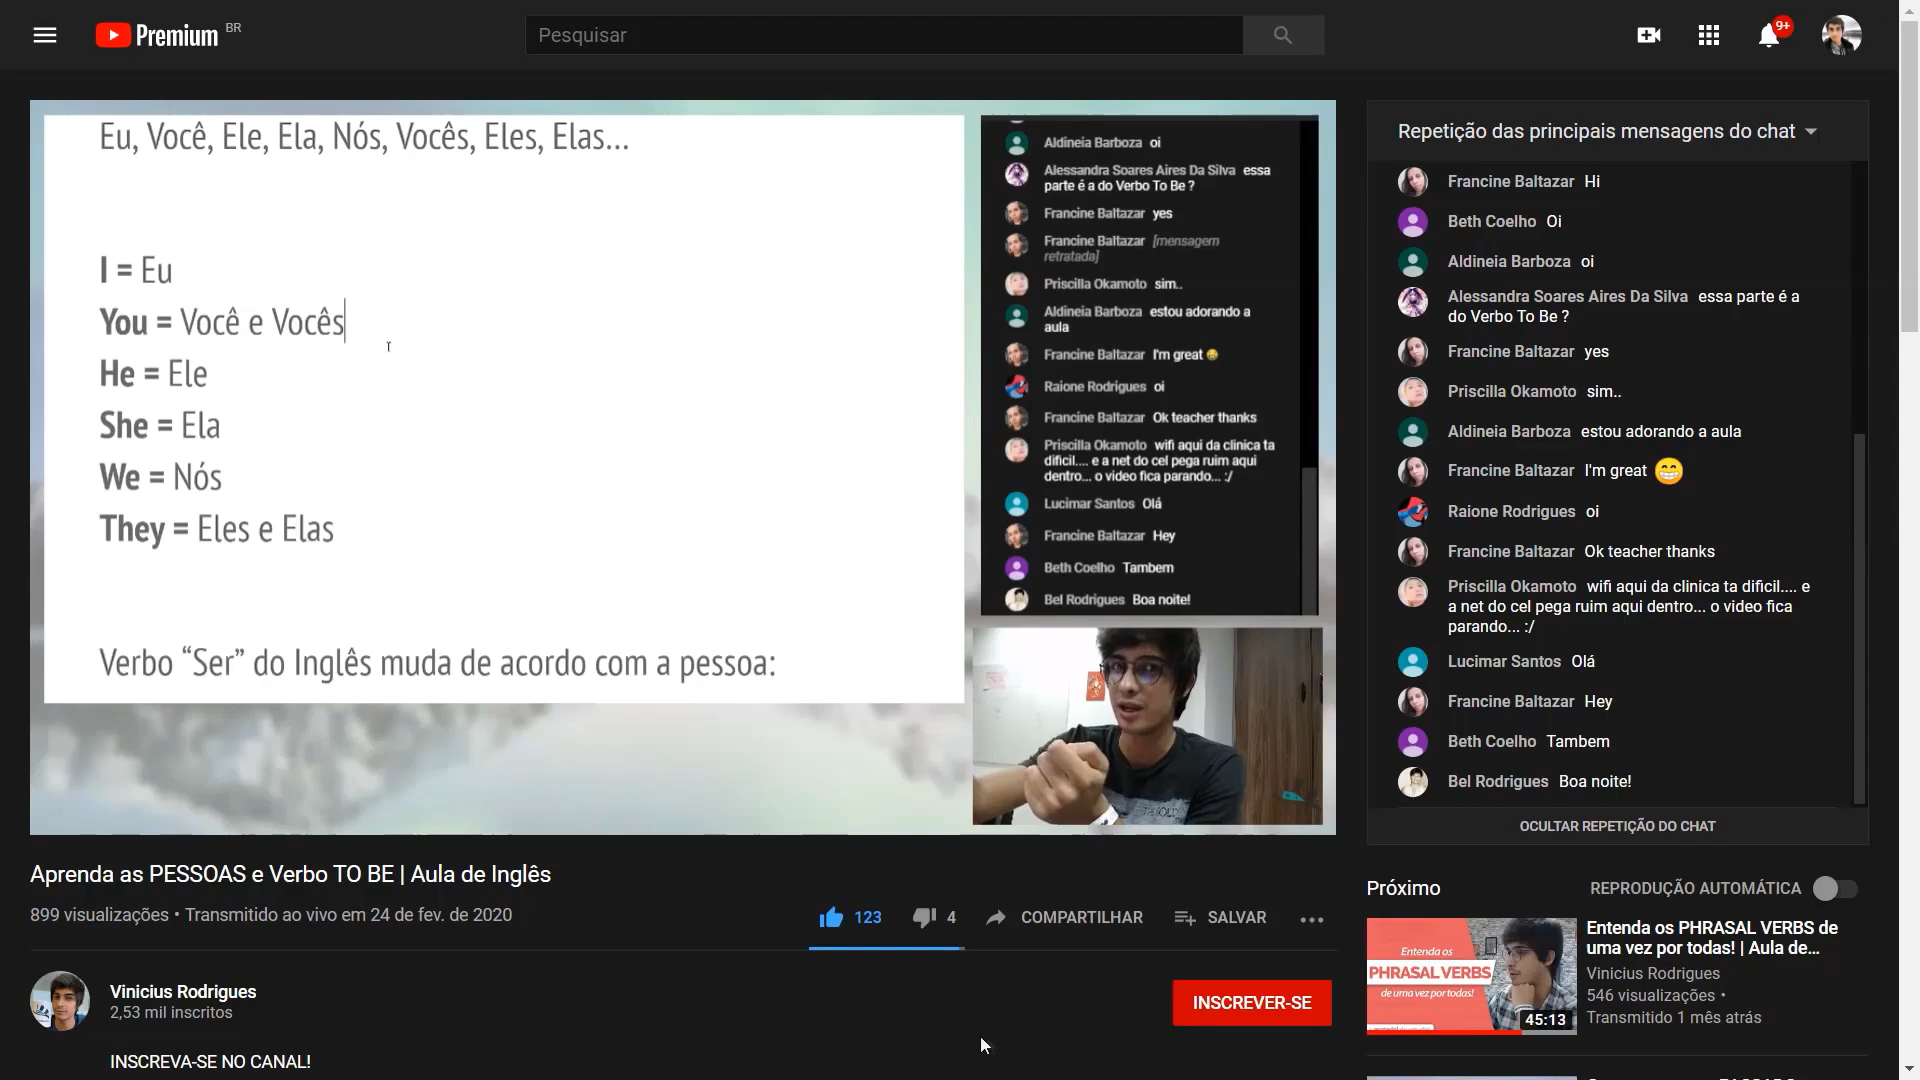 Premium BR
Pesquisar
9+
Eu, Você, Ele, Ela, Nós, Vocês, Eles, Elas...
I = Eu
You = Você e Vocês
He = Ele
She = Ela
We = Nós
They = Eles e Elas
Verbo “Ser” do Inglês muda de acordo com a pessoa:
Aldineia Barboza oi
Alessandra Soares Aires Da Silva essa
parte é a do Verbo To Be ?
Francine Baltazar yes
Francine Baltazar [mensagem
retratada]
Priscilla Okamoto sim..
Aldineia Barboza estou adorando a
aula
Francine Baltazar I'm great 😁
Raione Rodrigues oi
Francine Baltazar Ok teacher thanks
Priscilla Okamoto wifi aqui da clinica ta
dificil.... e a net do cel pega ruim aqui
dentro... o video fica parando... :/
Lucimar Santos Olá
Francine Baltazar Hey
Beth Coelho Tambem
Bel Rodrigues Boa noite!
Repetição das principais mensagens do chat
Francine Baltazar Hi
Beth Coelho Oi
Aldineia Barboza oi
Alessandra Soares Aires Da Silva essa parte é a
do Verbo To Be ?
Francine Baltazar yes
Priscilla Okamoto sim..
Aldineia Barboza estou adorando a aula
Francine Baltazar I'm great 😁
Raione Rodrigues oi
Francine Baltazar Ok teacher thanks
Priscilla Okamoto wifi aqui da clinica ta dificil.... e
a net do cel pega ruim aqui dentro... o video fica
parando... :/
Lucimar Santos Olá
Francine Baltazar Hey
Beth Coelho Tambem
Bel Rodrigues Boa noite!
OCULTAR REPETIÇÃO DO CHAT
Aprenda as PESSOAS e Verbo TO BE | Aula de Inglês
899 visualizações • Transmitido ao vivo em 24 de fev. de 2020
123
4
COMPARTILHAR
SALVAR
Vinicius Rodrigues
2,53 mil inscritos
INSCREVER-SE
INSCREVA-SE NO CANAL!
Próximo
REPRODUÇÃO AUTOMÁTICA
Entenda os
PHRASAL VERBS
de uma vez por todas!
45:13
Entenda os PHRASAL VERBS de
uma vez por todas! | Aula de...
Vinicius Rodrigues
546 visualizações •
Transmitido 1 mês atrás